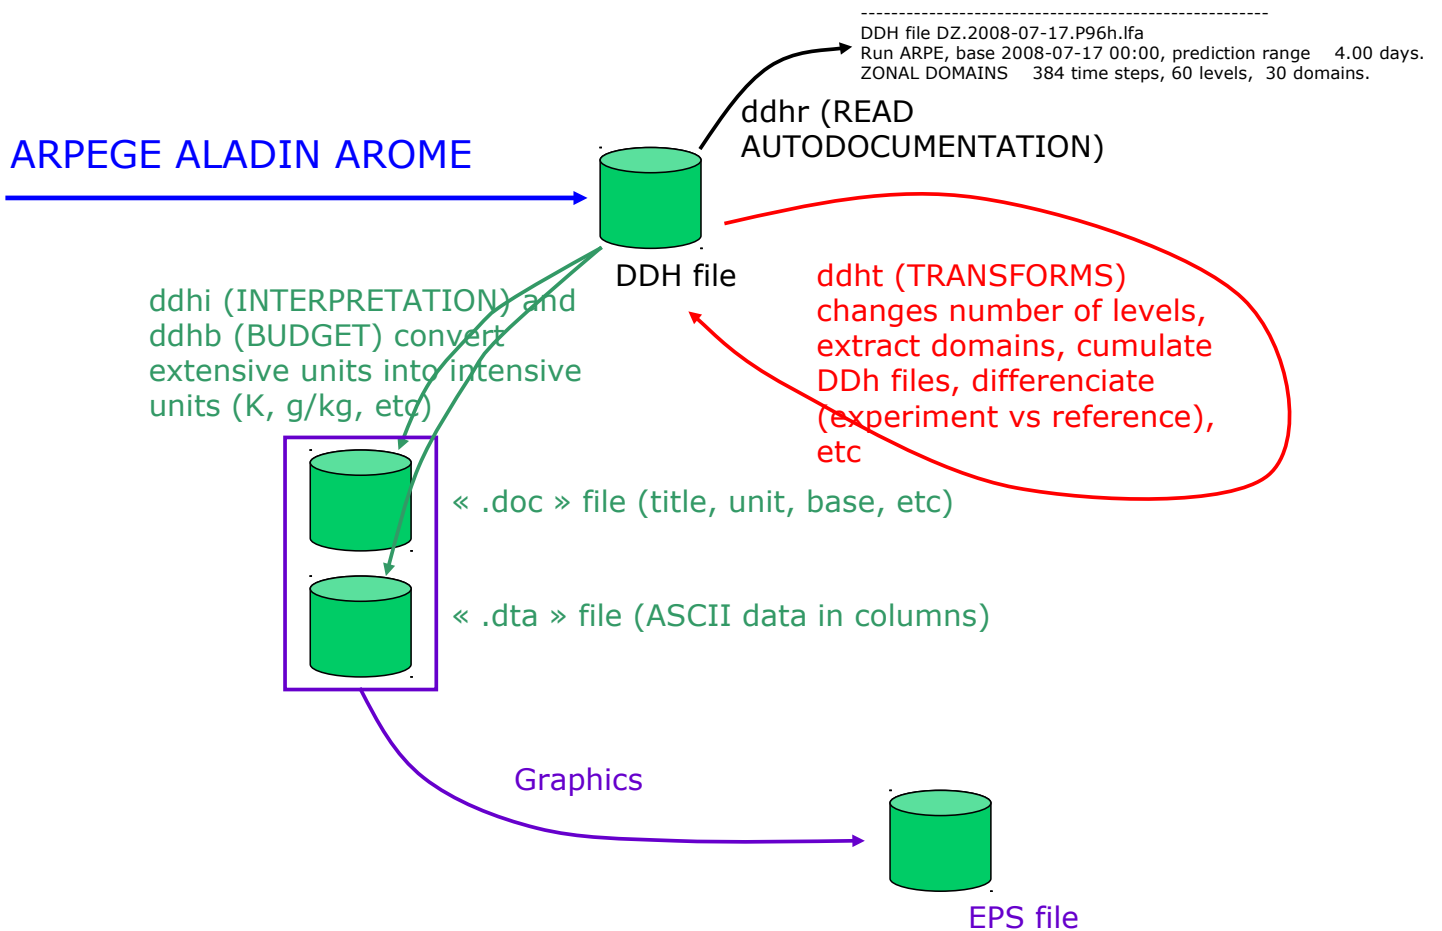 ------------------------------------------------------
DDH file DZ.2008-07-17.P96h.lfa
Run ARPE, base 2008-07-17 00:00, prediction range 4.00 days.
ZONAL DOMAINS 384 time steps, 60 levels, 30 domains.
ddhr (READ
AUTODOCUMENTATION)
ARPEGE ALADIN AROME
DDH file
ddht (TRANSFORMS)
changes number of levels,
extract domains, cumulate
DDh files, differenciate
(experiment vs reference),
etc
ddhi (INTERPRETATION) and
ddhb (BUDGET) convert
extensive units into intensive
units (K, g/kg, etc)
« .doc » file (title, unit, base, etc)
« .dta » file (ASCII data in columns)
Graphics
EPS file